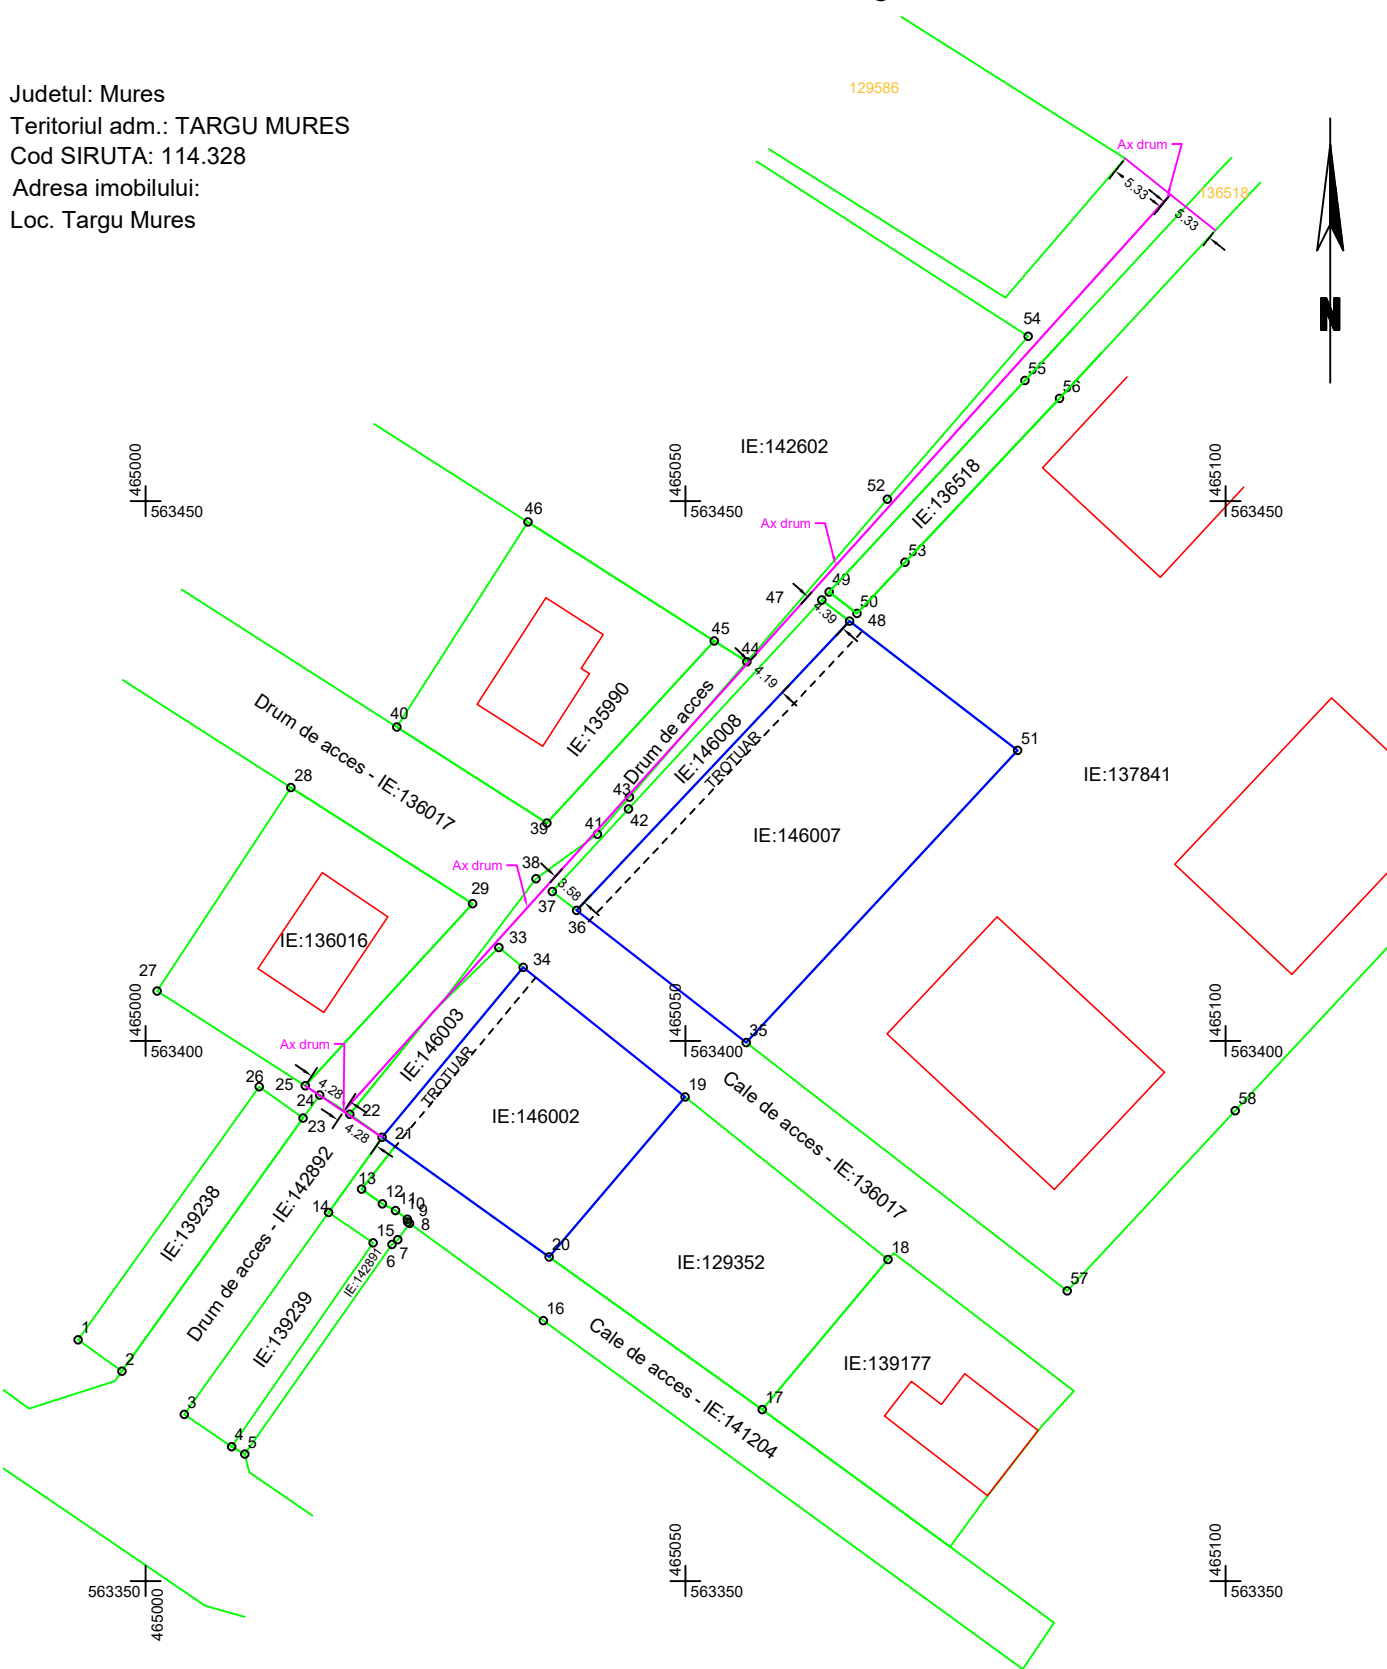 Judetul: Mures
Teritoriul adm.: TARGU MURES
Cod SIRUTA: 114.328
Adresa imobilului:
Loc. Targu Mures
129586
Ax drum
5.33
136518
5.33
N
54
55
56
IE:142602
465000
563450
465050
563450
465100
563450
52
IE:136518
46
Ax drum
53
47
49
4.39
50
48
45
44
4.19
Drum de acces
IE:135990
IE:146008
TROTUAR
40
Drum de acces - IE:136017
51
IE:137841
28
43
42
39
41
IE:146007
38
Ax drum
3.58
37
36
29
IE:136016
33
34
27
465000
563400
465050
563400
465100
563400
35
Ax drum
IE:146003
TROTUAR
26
25
4.28
24
22
23
4.28
21
IE:146002
19
Cale de acces - IE:136017
58
13
12
11
10
9
8
14
15
6
7
IE:139238
Drum de acces - IE:142892
IE:142891
IE:139239
20
IE:129352
18
57
16
Cale de acces - IE:141204
IE:139177
17
1
2
3
4
5
563350
465000
465050
563350
465100
563350